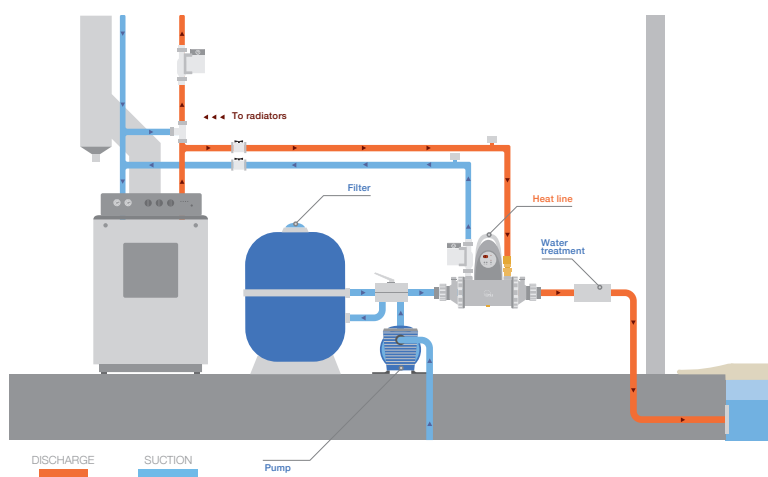 To radiators
Filter
Heat line
Water
treatment
Pump
DISCHARGE
SUCTION